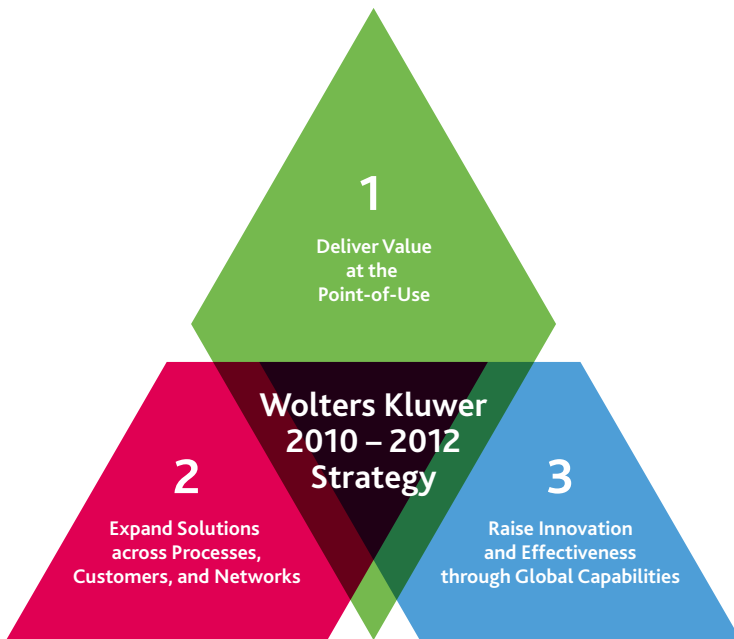 1
Deliver Value
at the
Point-of-Use
Wolters Kluwer
2010 – 2012
Strategy
2
Expand Solutions
across Processes,
Customers, and Networks
3
Raise Innovation
and Effectiveness
through Global Capabilities